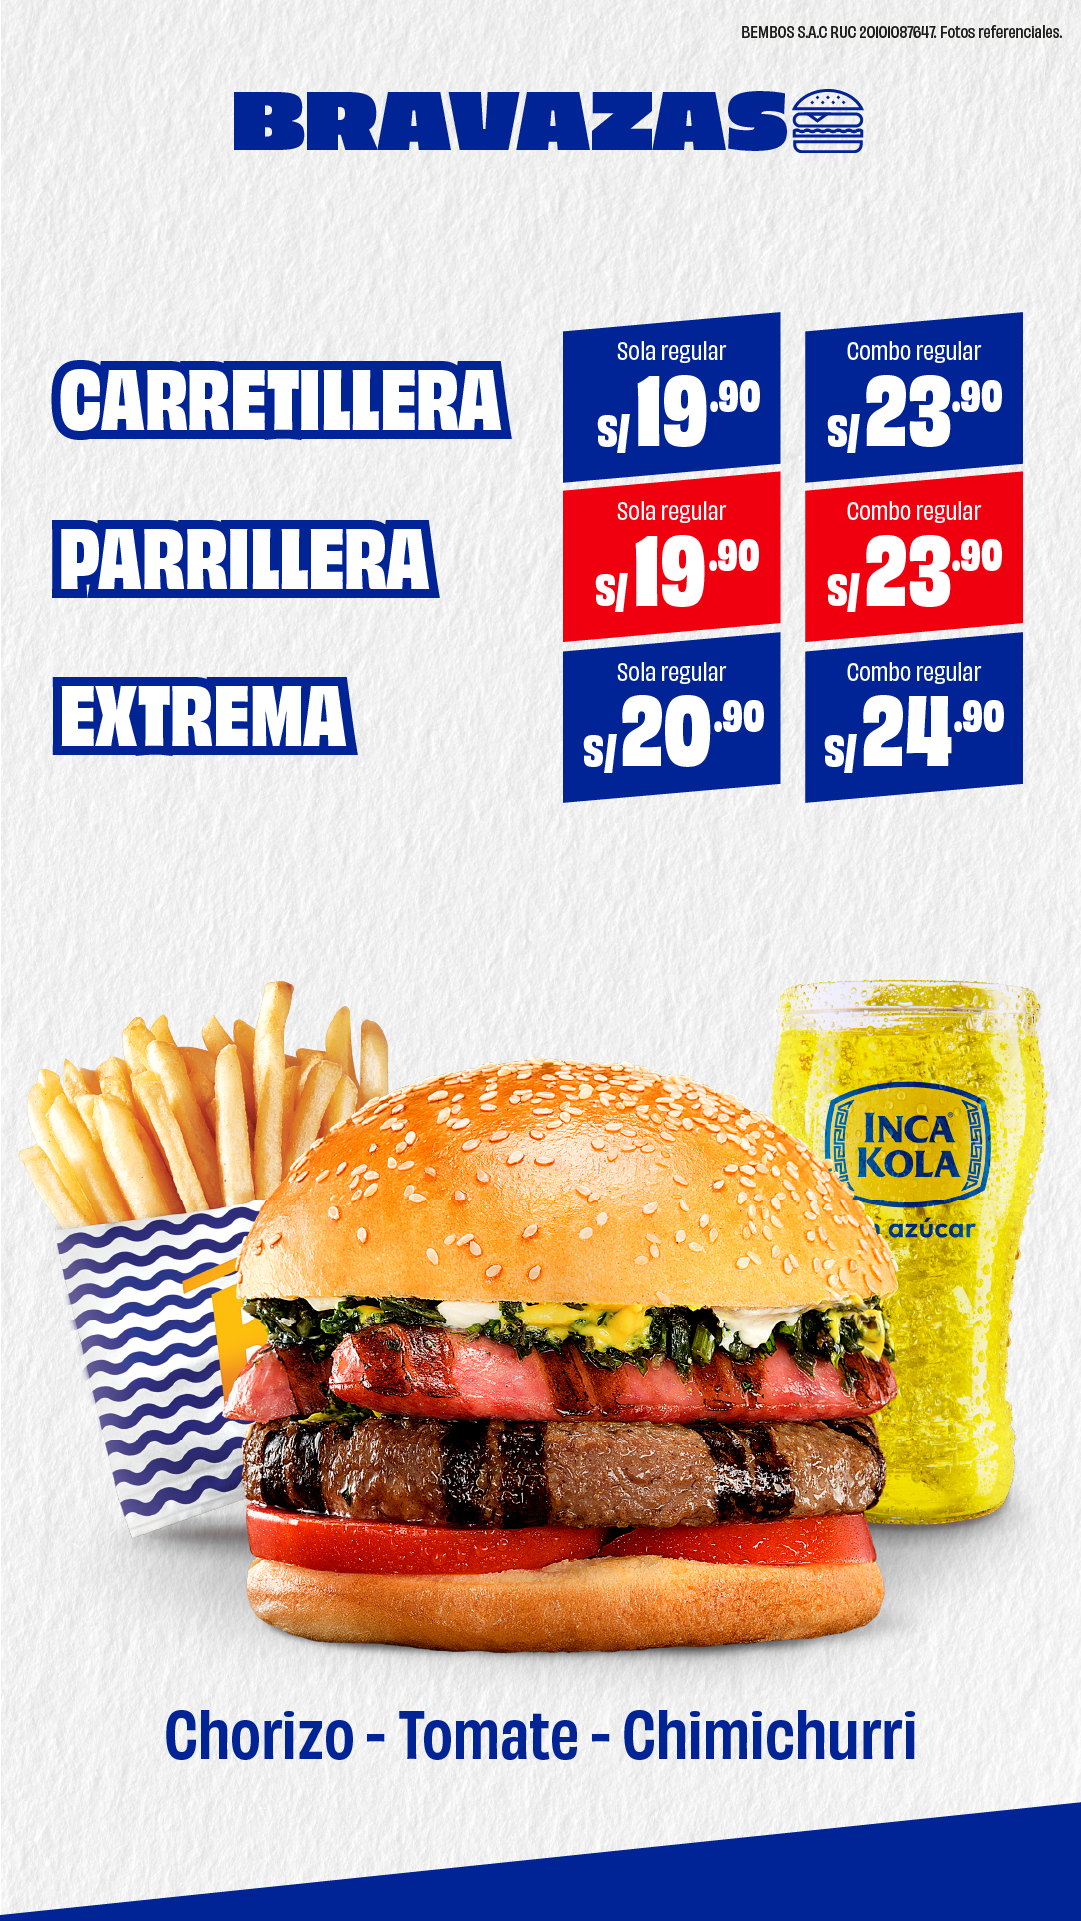 BEMBOS S.A.C RUC 20101087647. Fotos referenciales.
BRAVAZAS
CARRETILLERA
Sola regular
S/19.90
Combo regular
S/23.90
PARRILLERA
Sola regular
S/19.90
Combo regular
S/23.90
EXTREMA
Sola regular
S/20.90
Combo regular
S/24.90
INCA
KOLA
azúcar
Chorizo - Tomate - Chimichurri